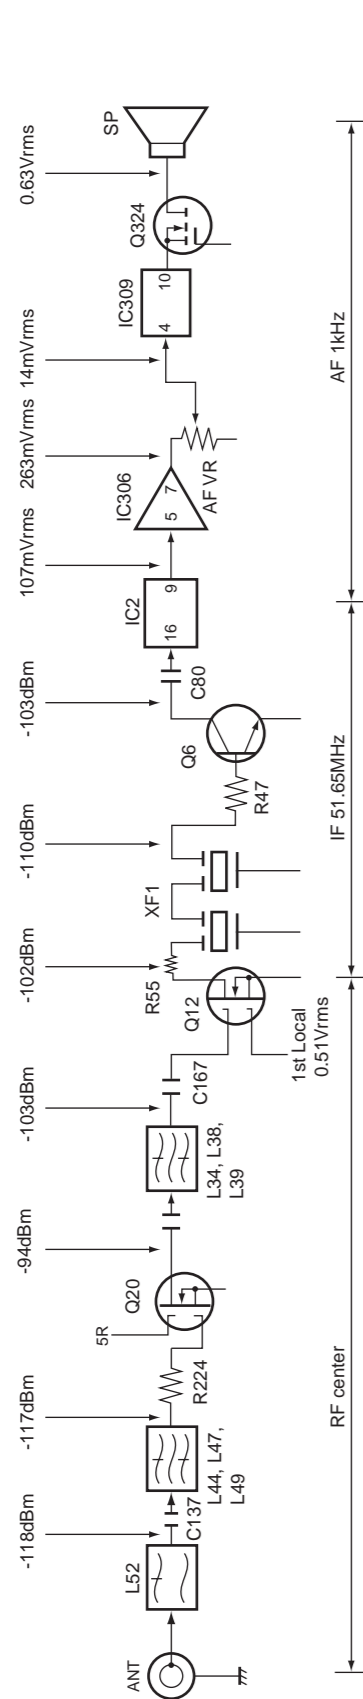 -118dBm
-117dBm
-94dBm
-103dBm
-102dBm
-110dBm
-103dBm
107mVrms
263mVrms
14mVrms
0.63Vrms
ANT
L52
C137
L44, L47,
L49
R224
5R
Q20
L34, L38,
L39
C167
Q12
1st Local
0.51Vrms
R55
XF1
R47
Q6
C80
IC2
16
9
IC306
5
7
AF VR
IC309
4
10
Q324
SP
RF center
IF 51.65MHz
AF 1kHz